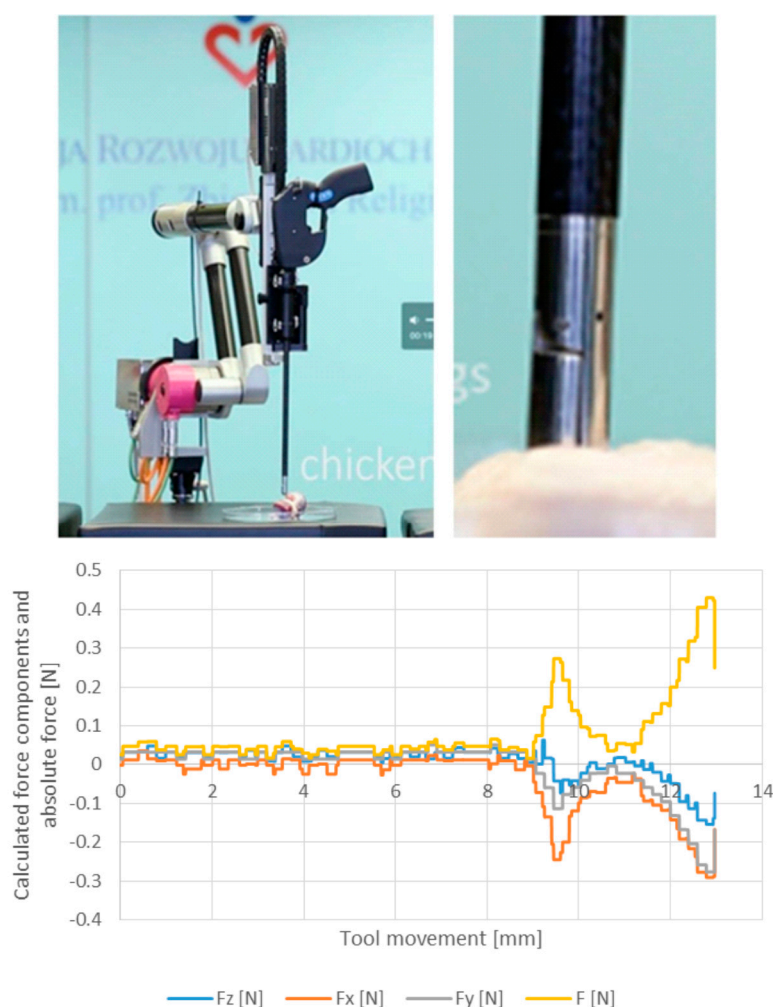 JA ROZWOJU KARDIOCH
m. prof. Zbi Relig
00:19
chicken
gs
Calculated force components and
absolute force [N]
0.5
0.4
0.3
0.2
0.1
0
-0.1
-0.2
-0.3
-0.4
0 2 4 6 8 10 12 14
Tool movement [mm]
Fz [N] Fx [N] Fy [N] F [N]